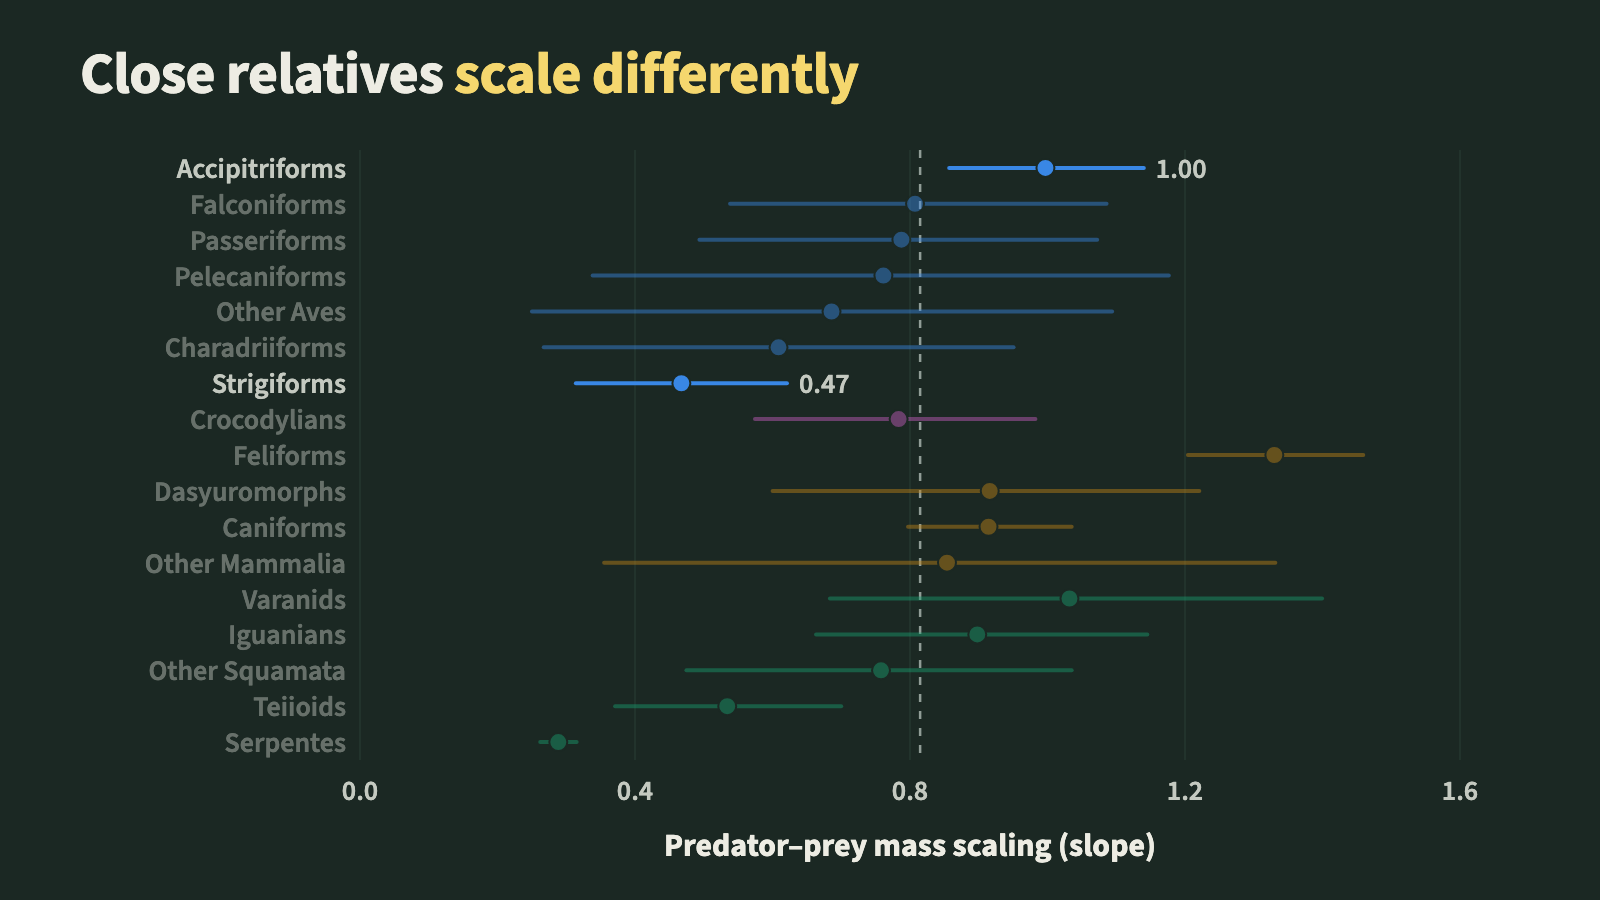 Close relatives scale differently
Accipitriforms 1.00
Falconiforms
Passeriforms
Pelecaniforms
Other Aves
Charadriiforms
Strigiforms 0.47
Crocodylians
Feliforms
Dasyuromorphs
Caniforms
Other Mammalia
Varanids
Iguanians
Other Squamata
Teiioids
Serpentes
0.0 0.4 0.8 1.2 1.6
Predator–prey mass scaling (slope)